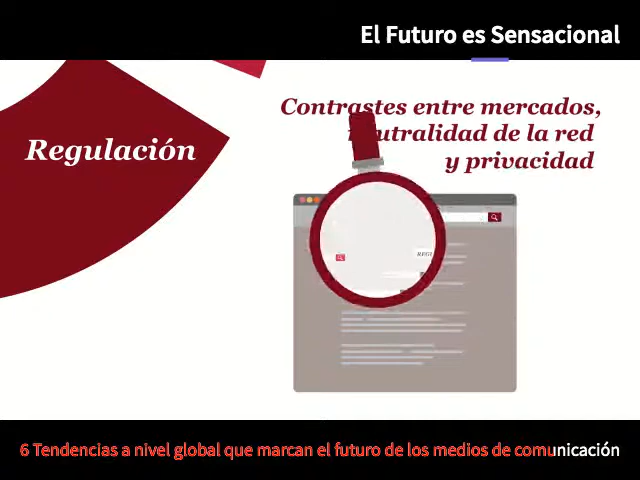 El Futuro es Sensacional
Contrastes entre mercados,
neutralidad de la red
y privacidad
Regulación
6 Tendencias a nivel global que marcan el futuro de los medios de comunicación